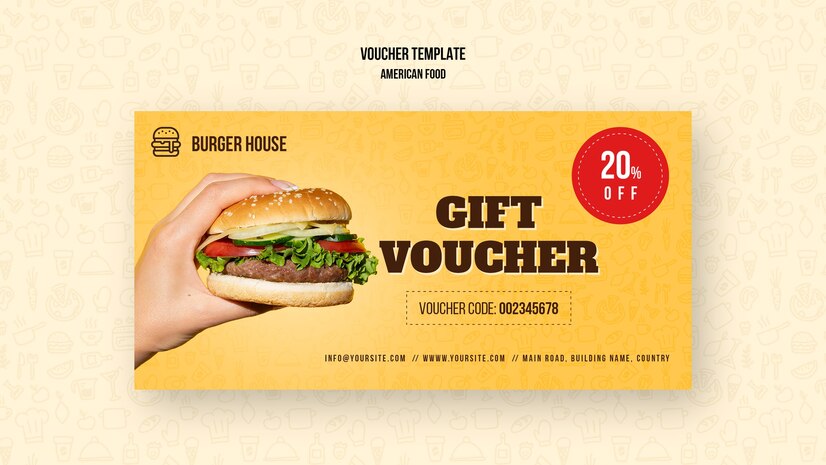 VOUCHER TEMPLATE
AMERICAN FOOD
BURGER HOUSE
20%
OFF
GIFT
VOUCHER
VOUCHER CODE: 002345678
INFO@YOURSITE.COM // WWWW.YOURSITE.COM // MAIN ROAD, BUILDING NAME, COUNTRY